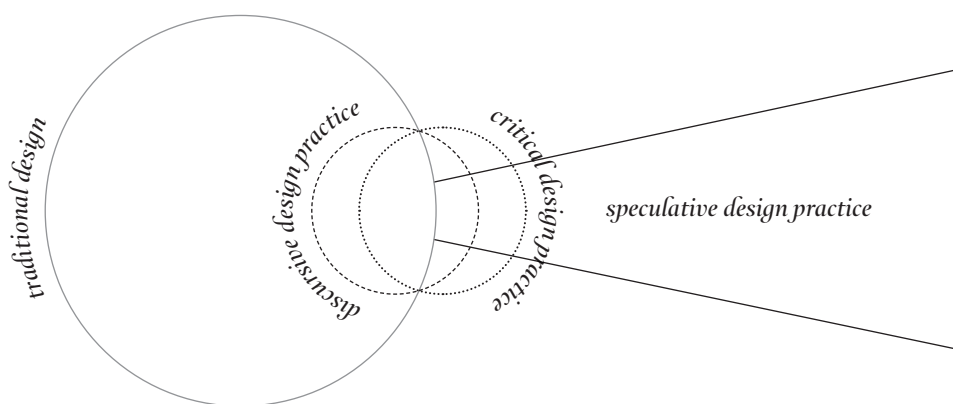 traditional design
discursive design practice
critical design practice
speculative design practice